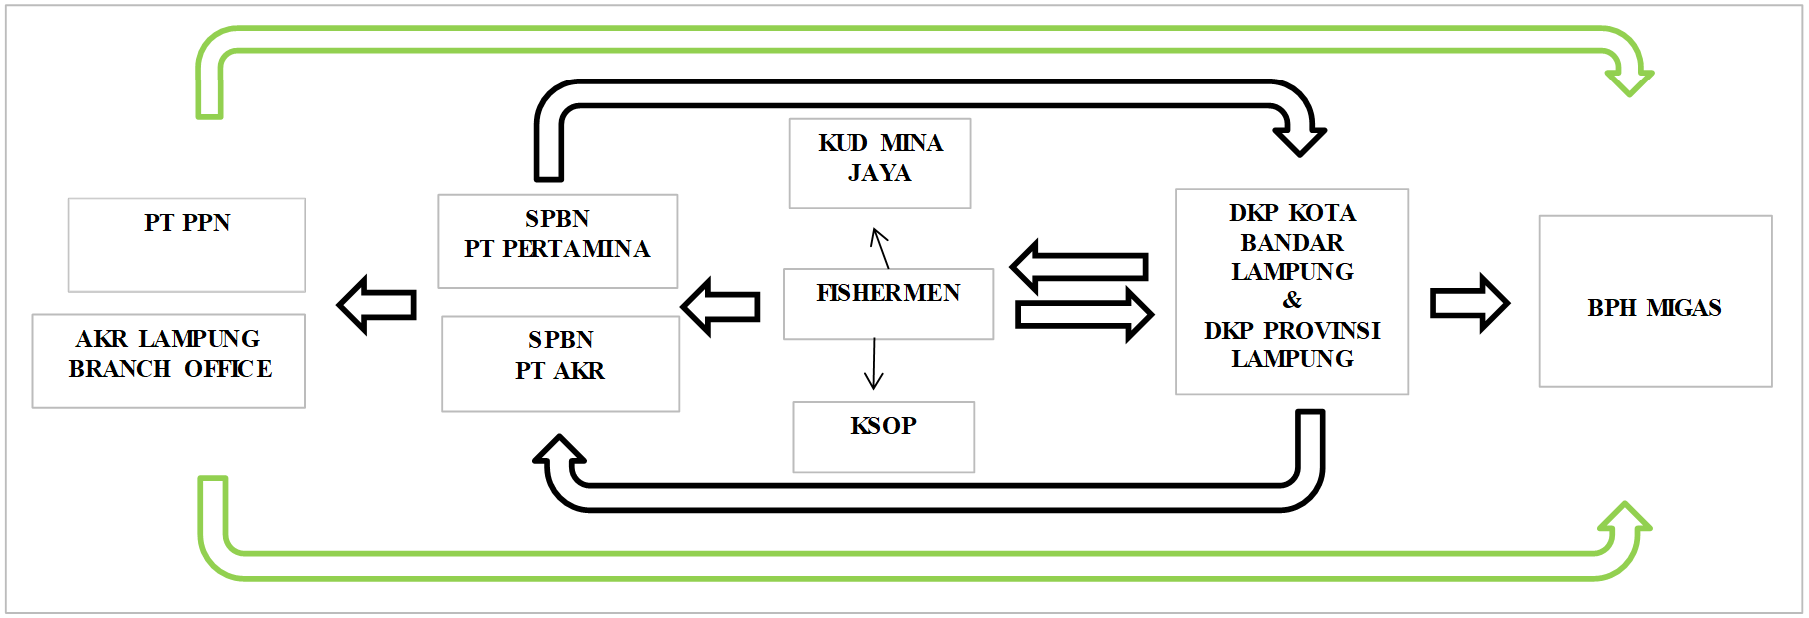 PT PPN
AKR LAMPUNG
BRANCH OFFICE
SPBN
PT PERTAMINA
SPBN
PT AKR
KUD MINA
JAYA
FISHERMEN
KSOP
DKP KOTA
BANDAR
LAMPUNG
&
DKP PROVINSI
LAMPUNG
BPH MIGAS